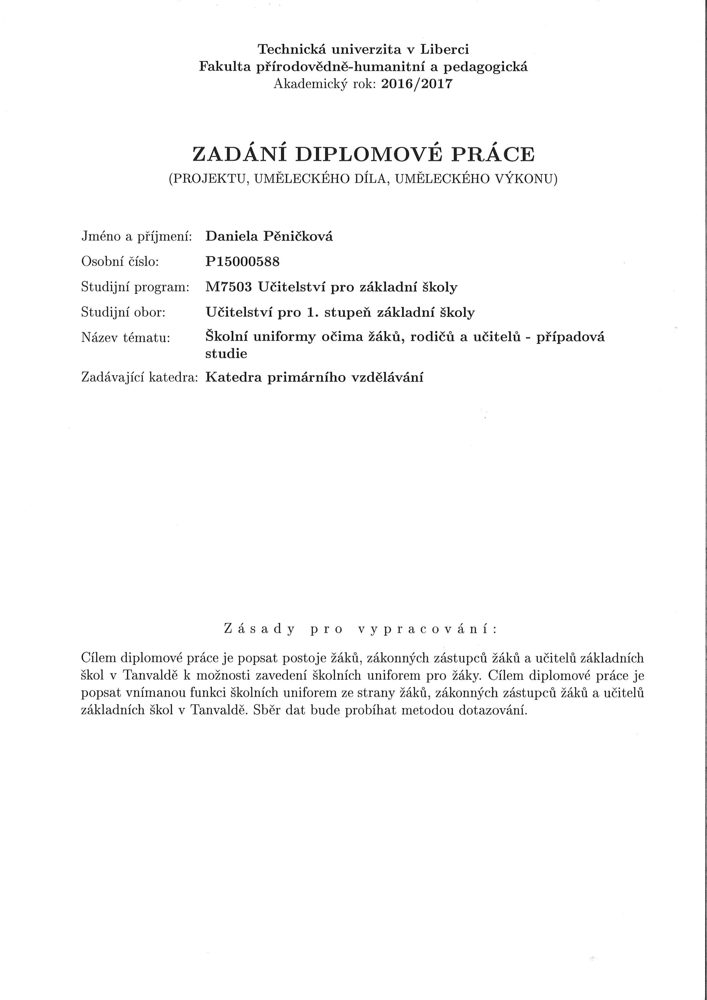 Technická univerzita v Liberci
Fakulta přírodovědně-humanitní a pedagogická
Akademický rok: 2016/2017
ZADÁNÍ DIPLOMOVÉ PRÁCE
(PROJEKTU, UMĚLECKÉHO DÍLA, UMĚLECKÉHO VÝKONU)
Jméno a příjmení: Daniela Pěničková
Osobní číslo: P15000588
Studijní program: M7503 Učitelství pro základní školy
Studijní obor: Učitelství pro 1. stupeň základní školy
Název tématu: Školní uniformy očima žáků, rodičů a učitelů - případová
studie
Zadávající katedra: Katedra primárního vzdělávání
Zásady pro vypracování:
Cílem diplomové práce je popsat postoje žáků, zákonných zástupců žáků a učitelů základních
škol v Tanvaldě k možnosti zavedení školních uniforem pro žáky. Cílem diplomové práce je
popsat vnímanou funkci školních uniforem ze strany žáků, zákonných zástupců žáků a učitelů
základních škol v Tanvaldě. Sběr dat bude probíhat metodou dotazování.